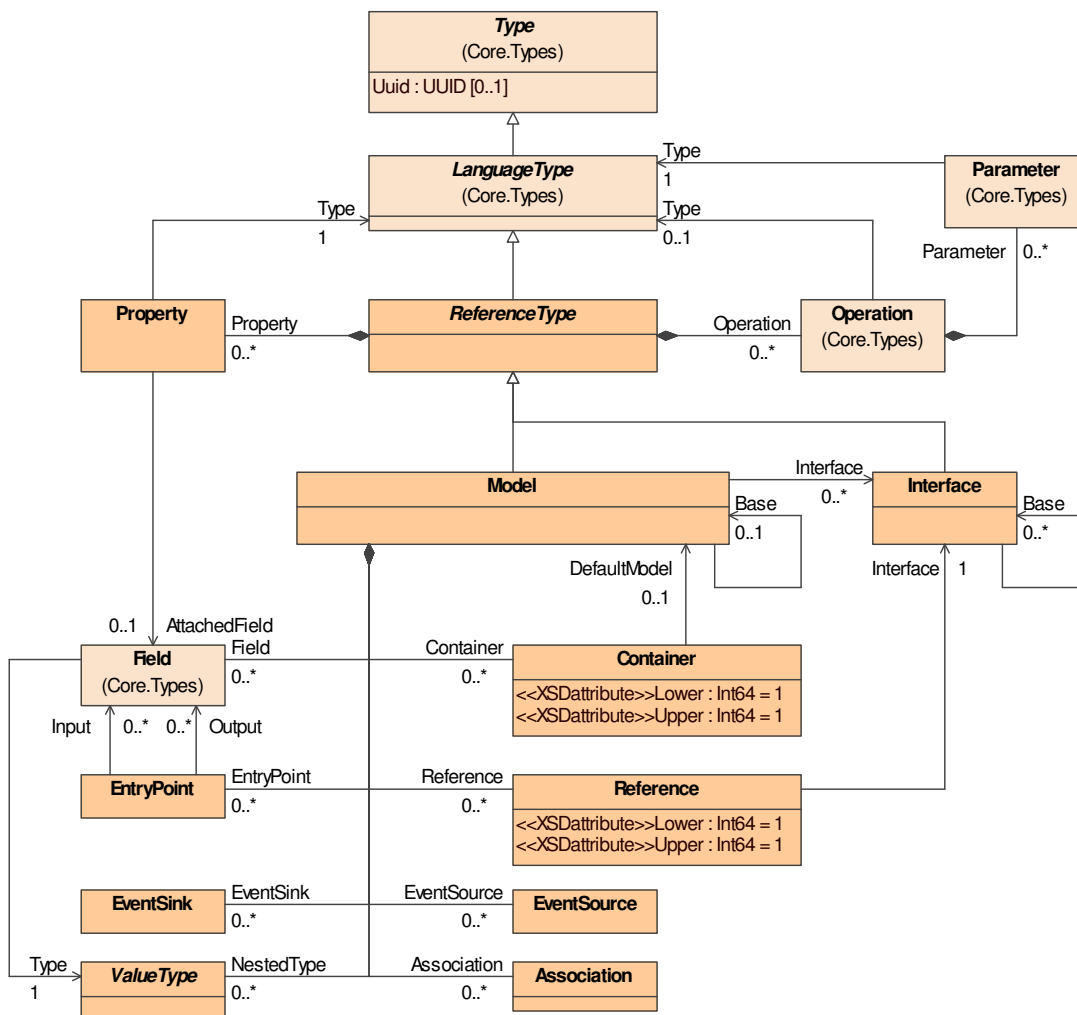 Type
(Core.Types)
Uuid : UUID [0..1]
LanguageType
(Core.Types)
Type
1
Parameter
(Core.Types)
Type
1
Type
0..1
Parameter
0..*
Property
Property
0..*
ReferenceType
Operation
0..*
Operation
(Core.Types)
Model
Interface
0..*
Interface
Base
0..1
Base
0..*
DefaultModel
0..1
Interface
1
0..1
AttachedField
Field
(Core.Types)
Field
0..*
Container
0..*
Container
<<XSDattribute>>Lower : Int64 = 1
<<XSDattribute>>Upper : Int64 = 1
Input
0..*
0..*
Output
EntryPoint
EntryPoint
0..*
Reference
0..*
Reference
<<XSDattribute>>Lower : Int64 = 1
<<XSDattribute>>Upper : Int64 = 1
EventSink
EventSink
0..*
EventSource
0..*
EventSource
Type
1
ValueType
NestedType
0..*
Association
0..*
Association